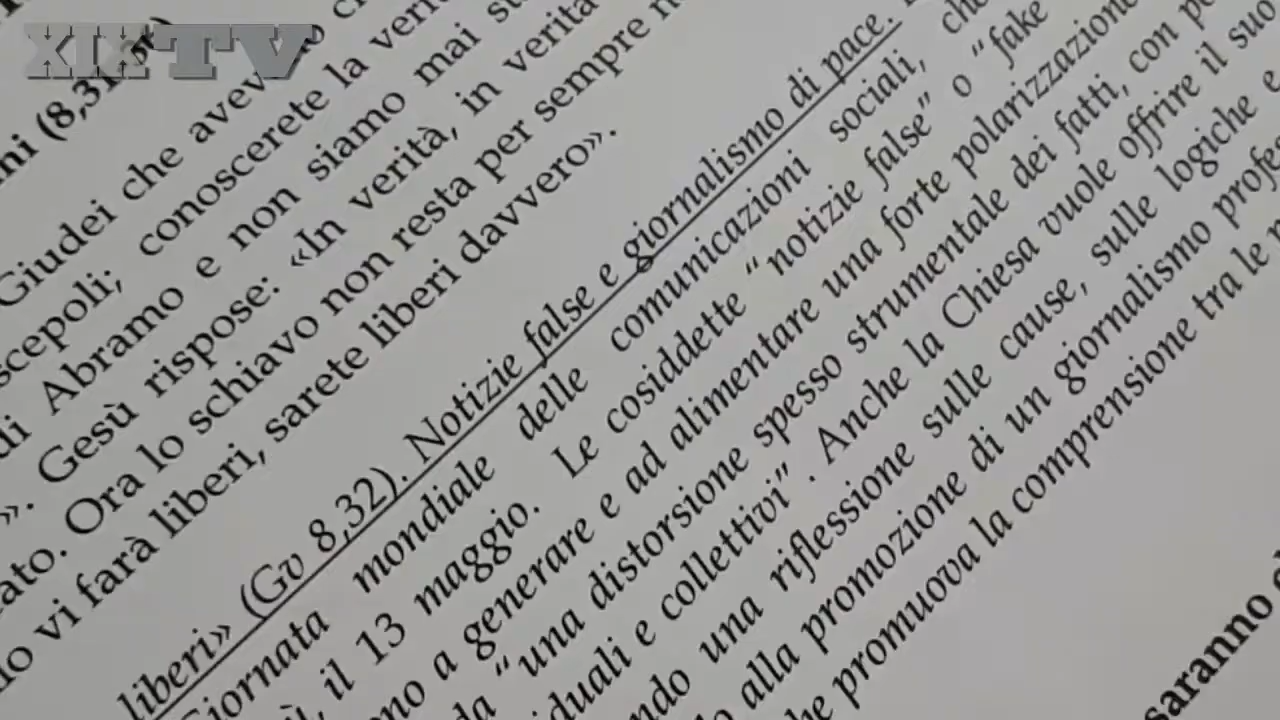 XIXTV
ni (8,31
Giudei che avev
scepoli; conoscerete la veri
di Abramo e non siamo mai
». Gesù rispose: «In verità, in verità
ato. Ora lo schiavo non resta per sempre
lo vi farà liberi, sarete liberi davvero».
liberi» (Gv 8,32). Notizie false e giornalismo di pace.
Giornata mondiale delle comunicazioni sociali, che
il 13 maggio. Le cosiddette “notizie false” o “fake
no a generare e ad alimentare una forte polarizzazione
da “una distorsione spesso strumentale dei fatti, con
iduali e collettivi”. Anche la Chiesa vuole offrire il suo
ndo una riflessione sulle cause, sulle logiche e
alla promozione di un giornalismo profes
he promuova la comprensione tra le
saranno